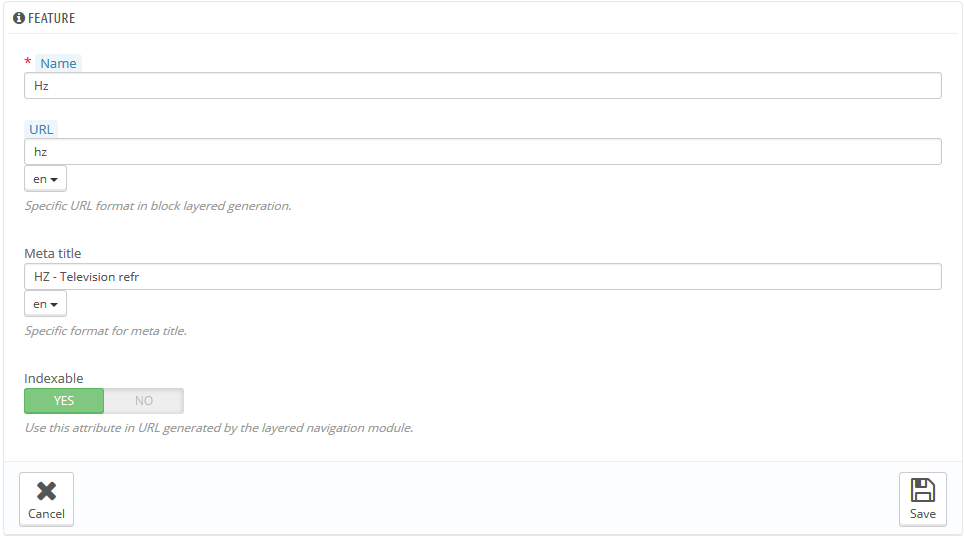 FEATURE
* Name
Hz
URL
hz
en
Specific URL format in block layered generation.
Meta title
HZ - Television refr
en
Specific format for meta title.
Indexable
YES NO
Use this attribute in URL generated by the layered navigation module.
Cancel Save